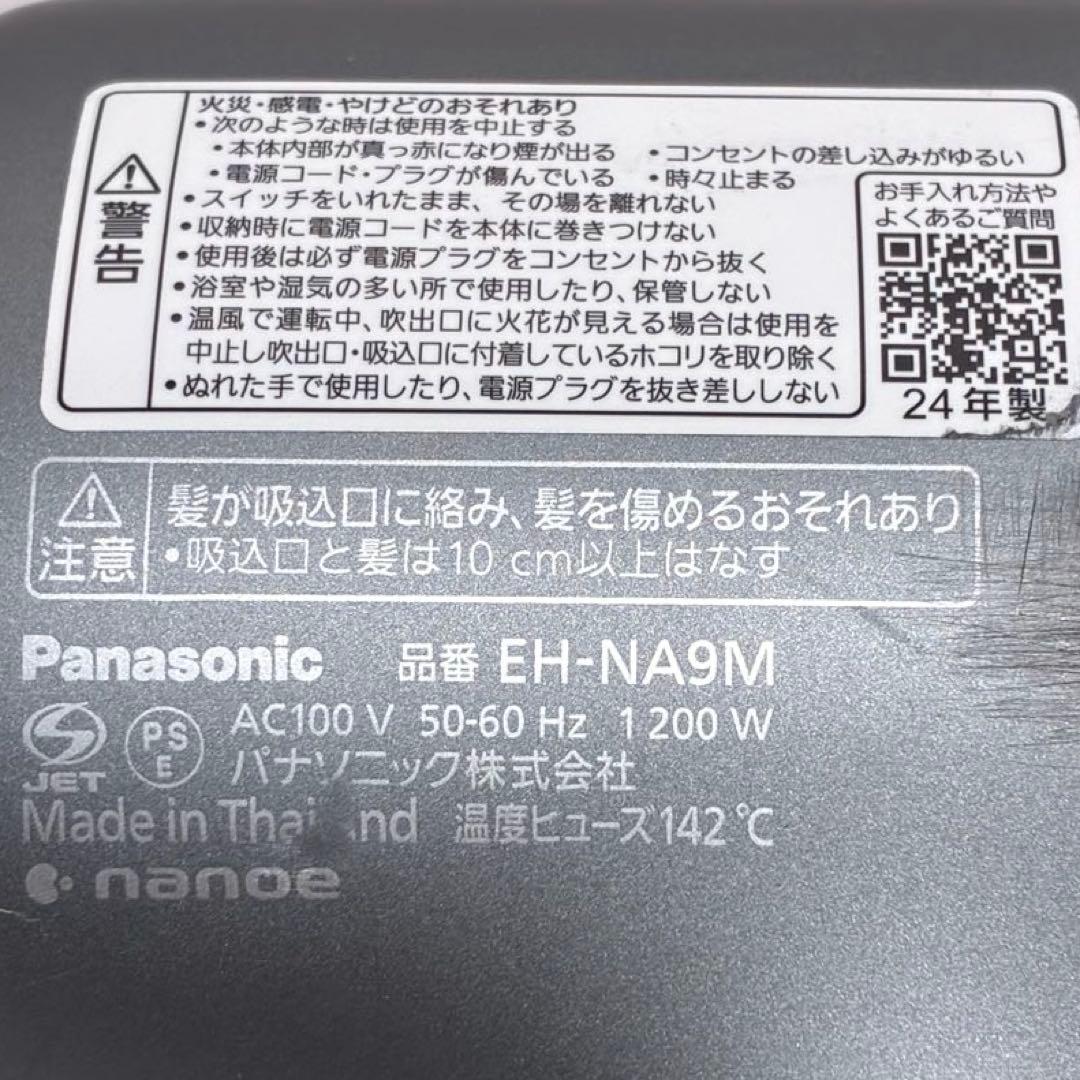 警告
火災・感電・やけどのおそれあり
・次のような時は使用を中止する
・本体内部が真っ赤になり煙が出る ・コンセントの差し込みがゆるい
・電源コード・プラグが傷んでいる ・時々止まる
・スイッチをいれたまま、その場を離れない
・収納時に電源コードを本体に巻きつけない
・使用後は必ず電源プラグをコンセントから抜く
・浴室や湿気の多い所で使用したり、保管しない
・温風で運転中、吹出口に火花が見える場合は使用を
中止し吹出口・吸込口に付着しているホコリを取り除く
・ぬれた手で使用したり、電源プラグを抜き差ししない
お手入れ方法や
よくあるご質問
24年製
注意
髪が吸込口に絡み、髪を傷めるおそれあり
・吸込口と髪は10 cm以上はなす
Panasonic 品番 EH-NA9M
JET PSE AC100 V 50-60 Hz 1 200 W
パナソニック株式会社
Made in 温度ヒューズ142℃
nanoe